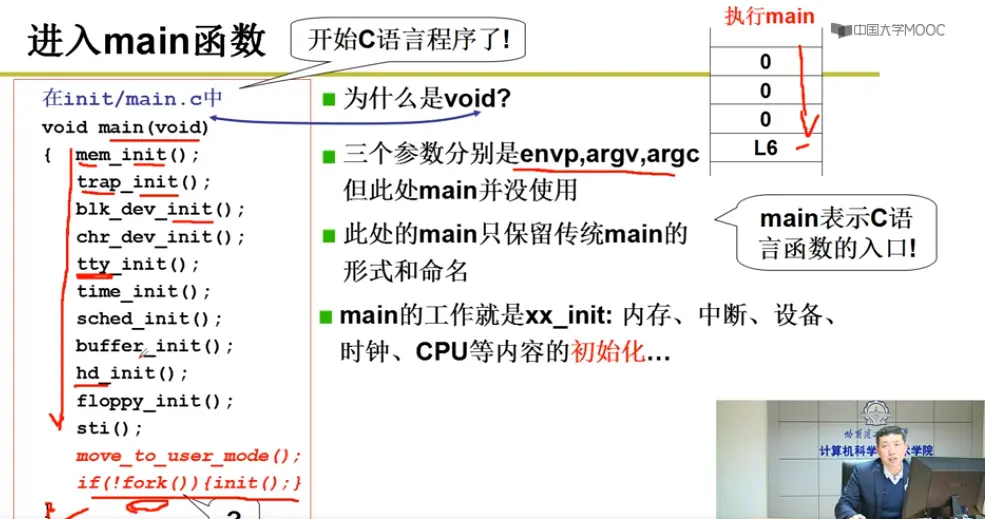 进入main函数
开始C语言程序了!
执行main
中国大学MOOC
0
0
0
L6
在init/main.c中
void main(void)
{ mem_init();
trap_init();
blk_dev_init();
chr_dev_init();
tty_init();
time_init();
sched_init();
buffer_init();
hd_init();
floppy_init();
sti();
move_to_user_mode();
if(!fork()){init();}
■ 为什么是void?
■ 三个参数分别是envp,argv,argc
但此处main并没使用
■ 此处的main只保留传统main的
形式和命名
■ main的工作就是xx_init: 内存、中断、设备、
时钟、CPU等内容的初始化…
main表示C语
言函数的入口!